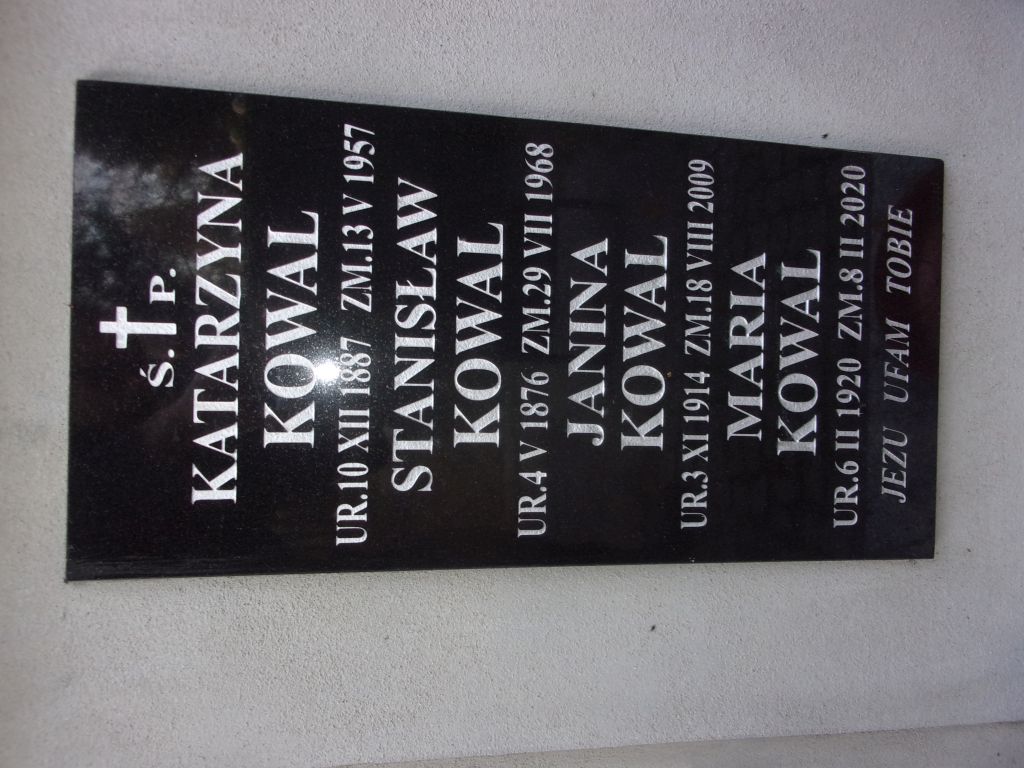 Ś. P.
KATARZYNA
KOWAL
UR.10 XII 1887 ZM.13 V 1957
STANISŁAW
KOWAL
UR.4 V 1876 ZM.29 VII 1968
JANINA
KOWAL
UR.3 XI 1914 ZM.18 VIII 2009
MARIA
KOWAL
UR.6 II 1920 ZM.8 II 2020
JEZU UFAM TOBIE